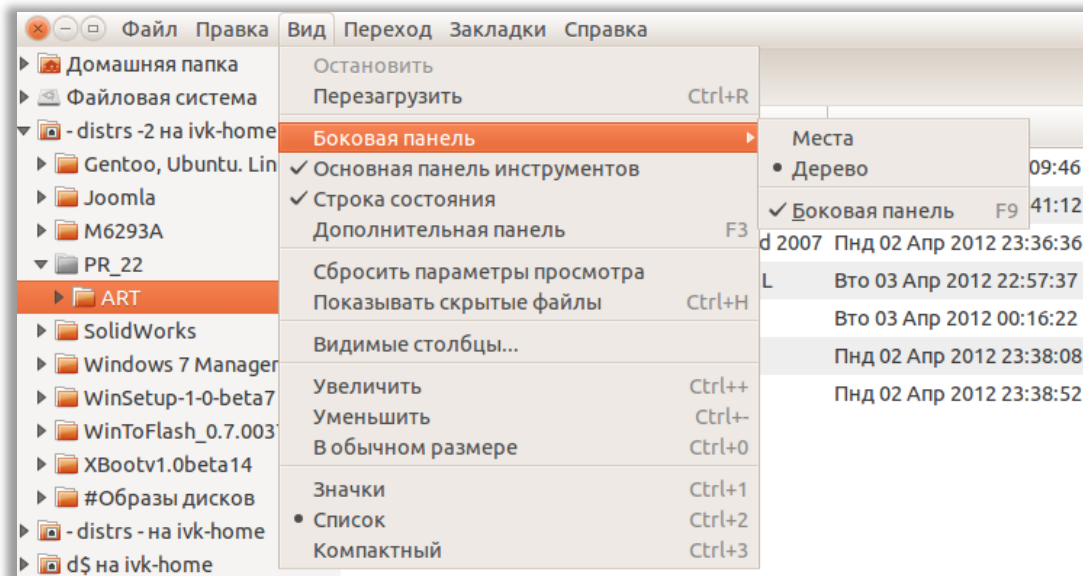 Файл Правка Вид Переход Закладки Справка
Домашняя папка
Файловая система
- distrs -2 на ivk-home
Gentoo, Ubuntu. Lin
Joomla
M6293A
PR_22
ART
SolidWorks
Windows 7 Manager
WinSetup-1-0-beta7
WinToFlash_0.7.003
XBootv1.0beta14
#Образы дисков
- distrs - на ivk-home
d$ на ivk-home
Остановить
Перезагрузить Ctrl+R
Боковая панель
Основная панель инструментов
Строка состояния
Дополнительная панель F3
Сбросить параметры просмотра
Показывать скрытые файлы Ctrl+H
Видимые столбцы...
Увеличить Ctrl++
Уменьшить Ctrl+-
В обычном размере Ctrl+0
Значки Ctrl+1
Список Ctrl+2
Компактный Ctrl+3
Места
Дерево
Боковая панель F9
09:46
41:12
d 2007 Пнд 02 Апр 2012 23:36:36
L Вто 03 Апр 2012 22:57:37
Вто 03 Апр 2012 00:16:22
Пнд 02 Апр 2012 23:38:08
Пнд 02 Апр 2012 23:38:52